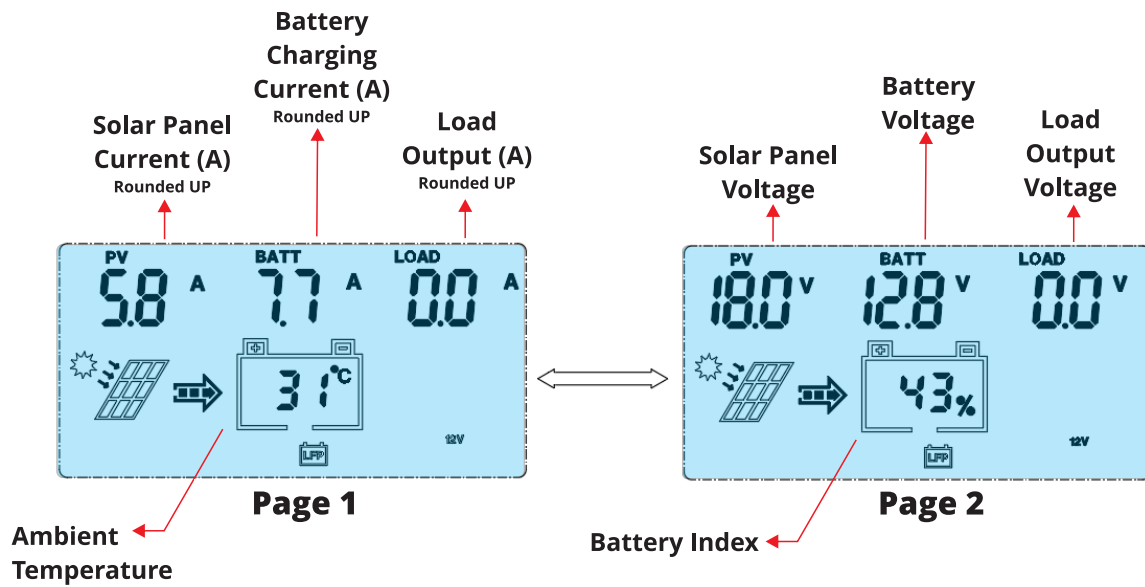 Battery
Charging
Current (A)
Rounded UP
Solar Panel
Current (A)
Rounded UP
Load
Output (A)
Rounded UP
PV
5.8 A
BATT
7.7 A
LOAD
0.0 A
+
-
31°C
LFP
12V
Page 1
Ambient
Temperature
Battery
Voltage
Solar Panel
Voltage
Load
Output
Voltage
PV
18.0 V
BATT
12.8 V
LOAD
0.0 V
+
-
43%
LFP
12V
Page 2
Battery Index